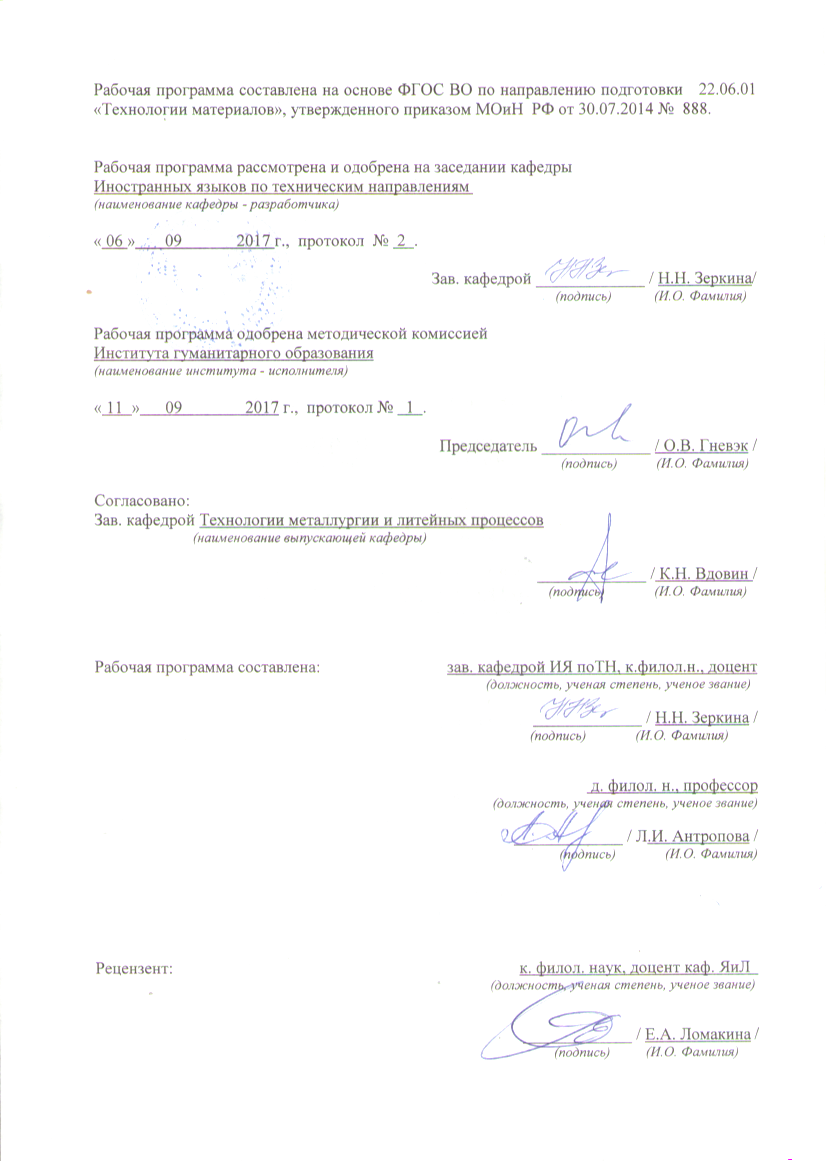 Рабочая программа составлена на основе ФГОС ВО по направлению подготовки 22.06.01
«Технологии материалов», утвержденного приказом МОиН РФ от 30.07.2014 № 888.
Рабочая программа рассмотрена и одобрена на заседании кафедры
Иностранных языков по техническим направлениям
(наименование кафедры - разработчика)
« 06 » 09 2017 г., протокол № 2 .
Зав. кафедрой / Н.Н. Зеркина/
(подпись) (И.О. Фамилия)
Рабочая программа одобрена методической комиссией
Института гуманитарного образования
(наименование института - исполнителя)
« 11 » 09 2017 г., протокол № 1 .
Председатель / О.В. Гневэк /
(подпись) (И.О. Фамилия)
Согласовано:
Зав. кафедрой Технологии металлургии и литейных процессов
(наименование выпускающей кафедры)
/ К.Н. Вдовин /
(подпись) (И.О. Фамилия)
Рабочая программа составлена: зав. кафедрой ИЯ поТН, к.филол.н., доцент
(должность, ученая степень, ученое звание)
/ Н.Н. Зеркина /
(подпись) (И.О. Фамилия)
д. филол. н., профессор
(должность, ученая степень, ученое звание)
/ Л.И. Антропова /
(подпись) (И.О. Фамилия)
Рецензент: к. филол. наук, доцент каф. ЯиЛ
(должность, ученая степень, ученое звание)
/ Е.А. Ломакина /
(подпись) (И.О. Фамилия)